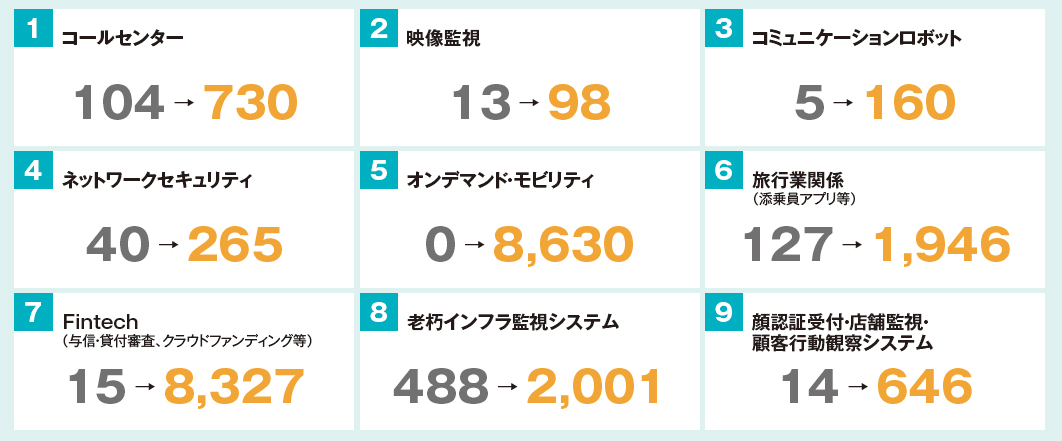 1 コールセンター
104→730
2 映像監視
13→98
3 コミュニケーションロボット
5→160
4 ネットワークセキュリティ
40→265
5 オンデマンド・モビリティ
0→8,630
6 旅行業関係
（添乗員アプリ等）
127→1,946
7 Fintech
（与信・貸付審査、クラウドファンディング等）
15→8,327
8 老朽インフラ監視システム
488→2,001
9 顔認証受付・店舗監視・
顧客行動観察システム
14→646